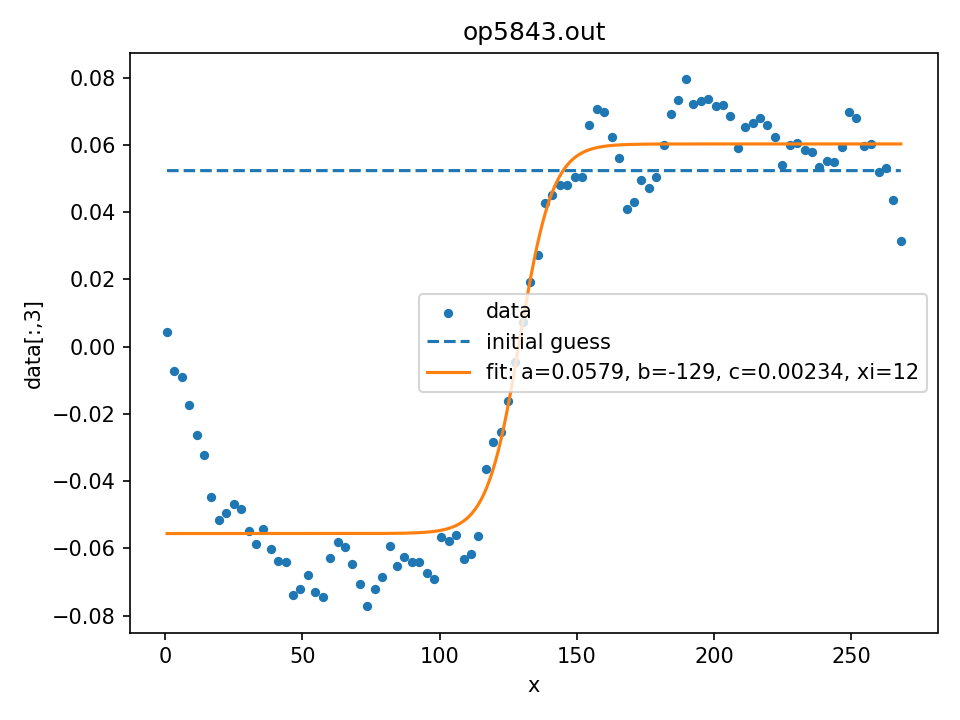 op5843.out
data[:,3]
0.08
0.06
0.04
0.02
0.00
−0.02
−0.04
−0.06
−0.08
data
initial guess
fit: a=0.0579, b=-129, c=0.00234, xi=12
0 50 100 150 200 250
x